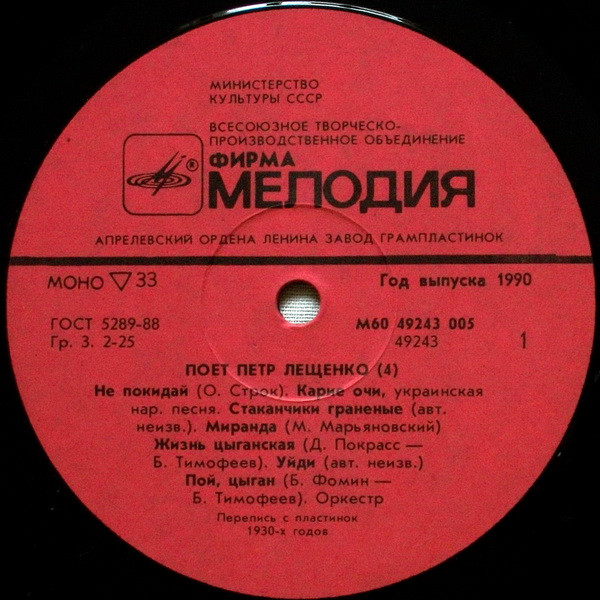 МИНИСТЕРСТВО
КУЛЬТУРЫ СССР
ВСЕСОЮЗНОЕ ТВОРЧЕСКО-
ПРОИЗВОДСТВЕННОЕ ОБЪЕДИНЕНИЕ
®
ФИРМА
МЕЛОДИЯ
АПРЕЛЕВСКИЙ ОРДЕНА ЛЕНИНА ЗАВОД ГРАМПЛАСТИНОК
МОНО ▽ 33 Год выпуска 1990
ГОСТ 5289-88 М60 49243 005
Гр. 3. 2-25 49243 1
ПОЕТ ПЕТР ЛЕЩЕНКО (4)
Не покидай (О. Строк). Карие очи, украинская
нар. песня. Стаканчики граненые (авт.
неизв.). Миранда (М. Марьяновский)
Жизнь цыганская (Д. Покрасс —
Б. Тимофеев). Уйди (авт. неизв.)
Пой, цыган (Б. Фомин —
Б. Тимофеев). Оркестр
Перепись с пластинок
1930-х годов